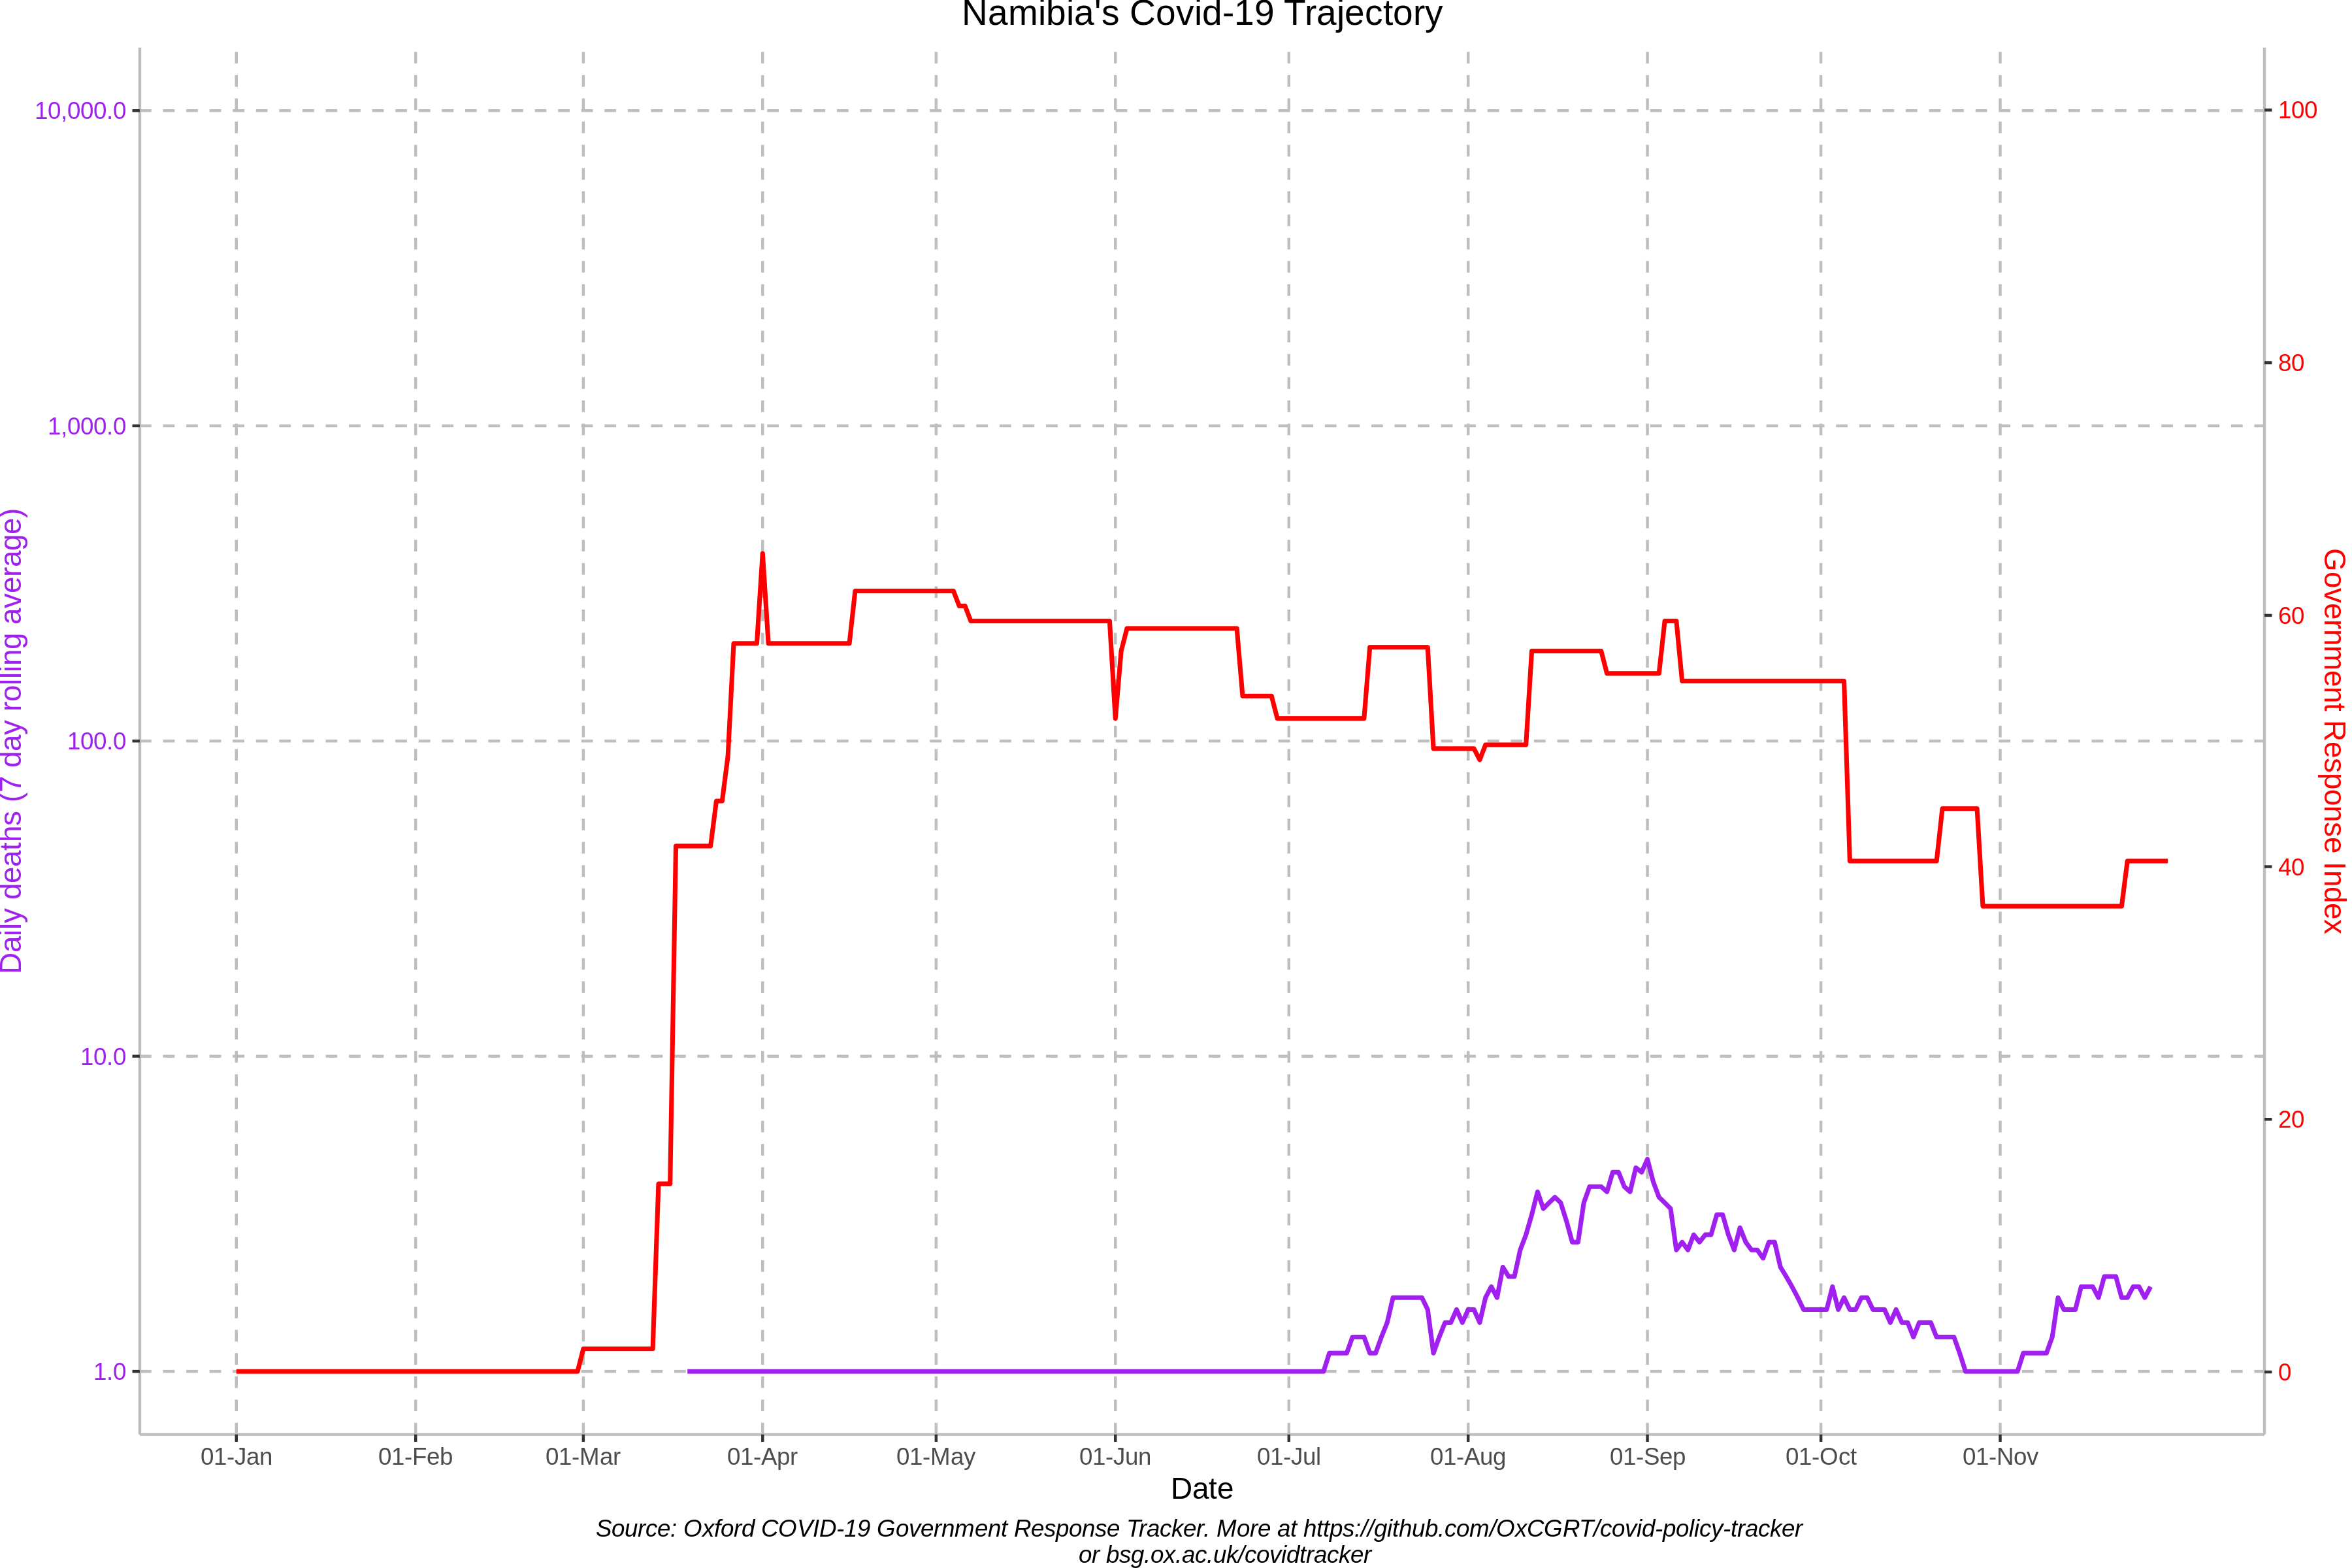 Namibia's Covid-19 Trajectory
10,000.0
1,000.0
100.0
10.0
1.0
Daily deaths (7 day rolling average)
100
80
60
40
20
0
Government Response Index
01-Jan 01-Feb 01-Mar 01-Apr 01-May 01-Jun 01-Jul 01-Aug 01-Sep 01-Oct 01-Nov
Date
Source: Oxford COVID-19 Government Response Tracker. More at https://github.com/OxCGRT/covid-policy-tracker
or bsg.ox.ac.uk/covidtracker